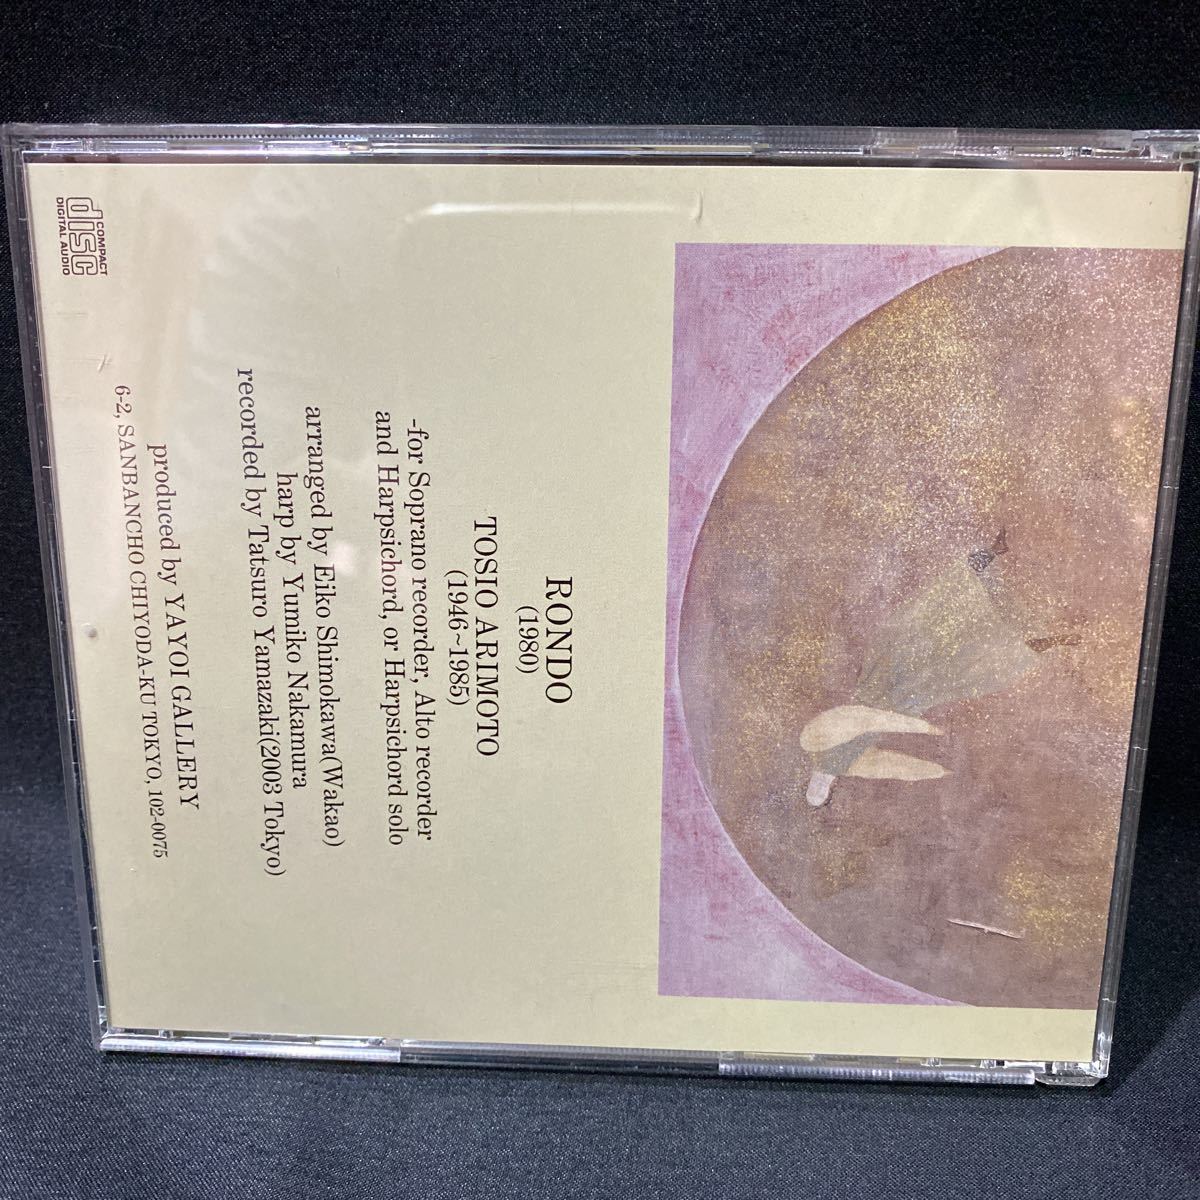 RONDO
(1980)
TOSIO ARIMOTO
(1946~1985)
-for Soprano recorder, Alto recorder
and Harpsichord, or Harpsichord solo
arranged by Eiko Shimokawa(Wakao)
harp by Yumiko Nakamura
recorded by Tatsuro Yamazaki(2003 Tokyo)
produced by YAYOI GALLERY
6-2, SANBANCHO CHIYODA-KU TOKYO, 102-0075
COMPACT
disc
DIGITAL AUDIO